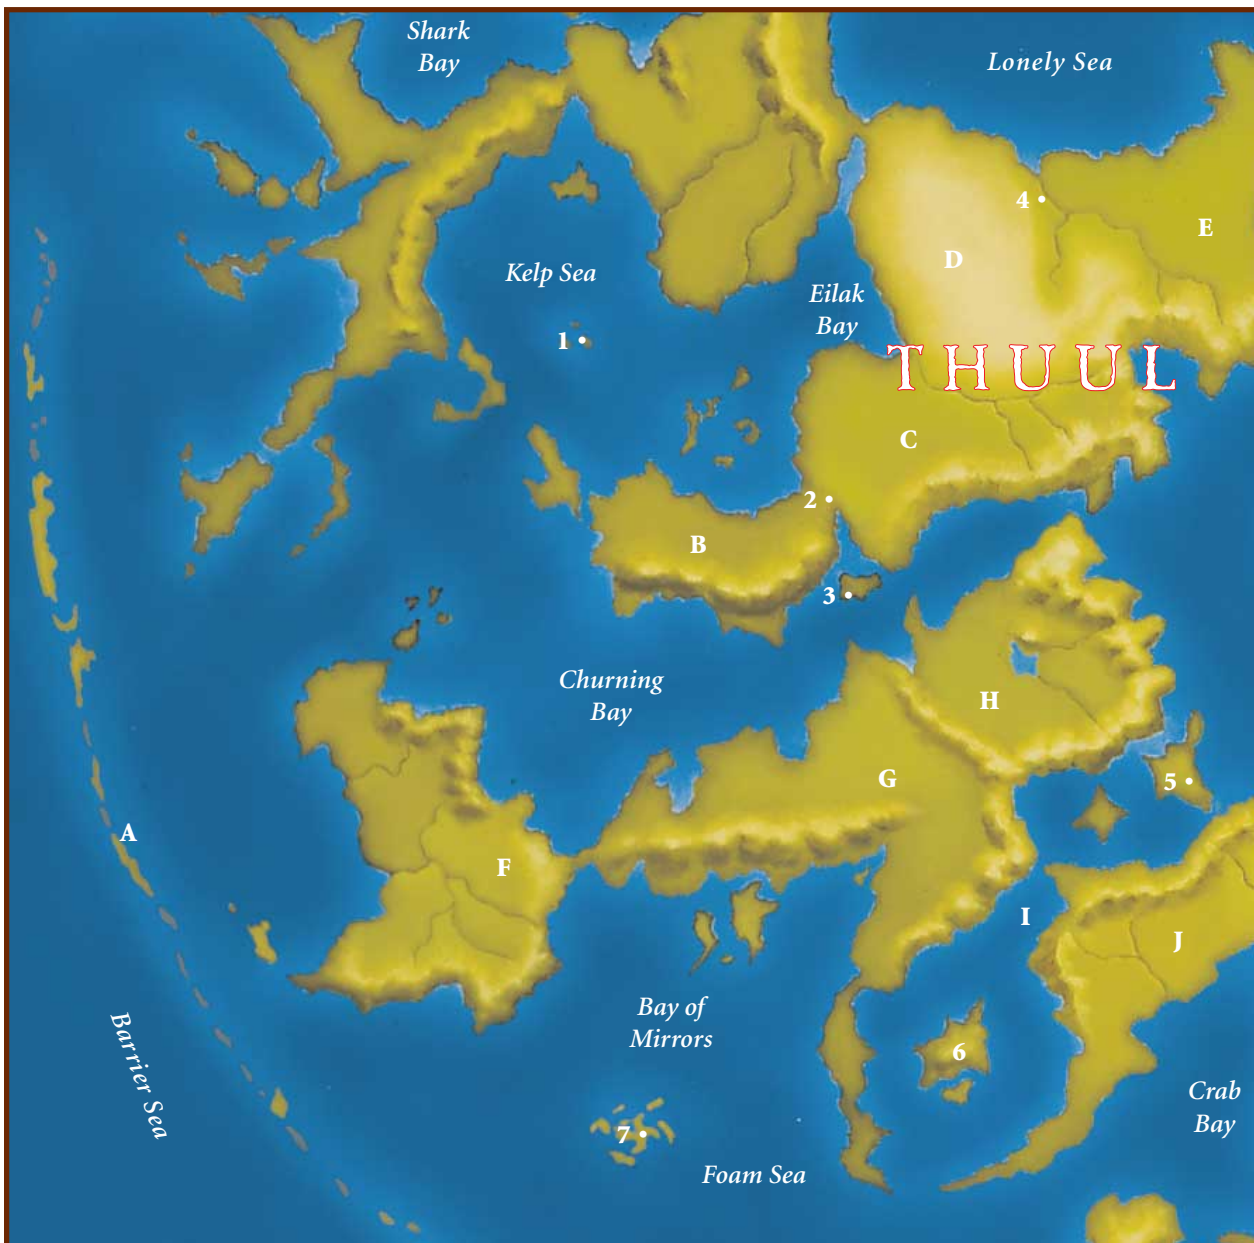 Shark
Bay
Lonely Sea
4
E
D
Kelp Sea
Eilak
Bay
1
THUUL
C
2
B
3
Churning
Bay
H
G
5
A
F
I
J
Bay of
Mirrors
6
Barrier Sea
Crab
Bay
7
Foam Sea